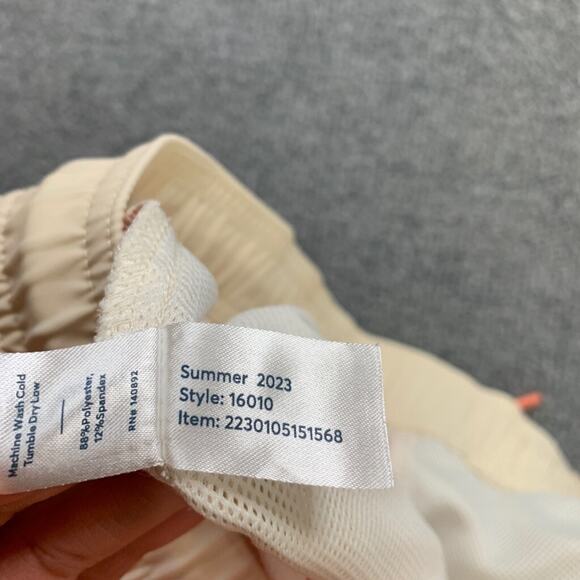 Machine Wash Cold
Tumble Dry Low
88%Polyester,
12%Spandex
RN# 140892
Summer 2023
Style: 16010
Item: 2230105151568